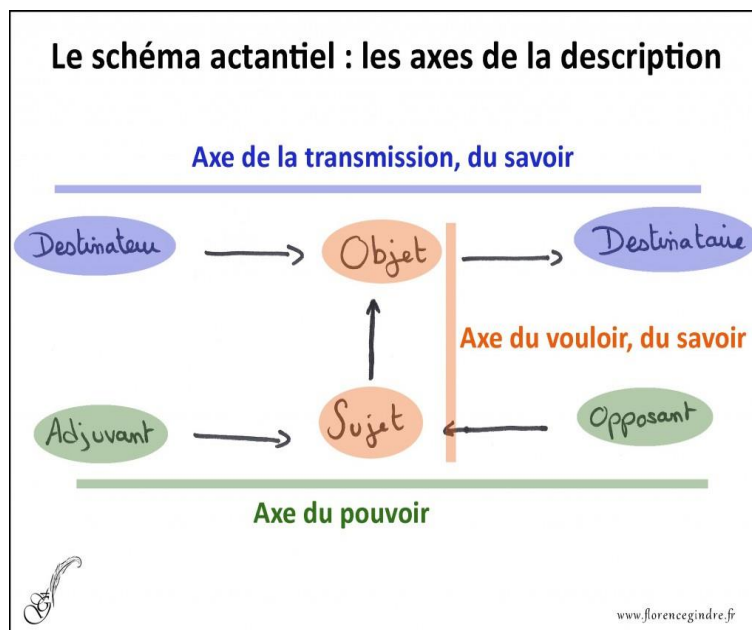 Le schéma actantiel : les axes de la description
Axe de la transmission, du savoir
Destinateur
Objet
Destinataire
Axe du vouloir, du savoir
Adjuvant
Sujet
Opposant
Axe du pouvoir
www.florencegindre.fr